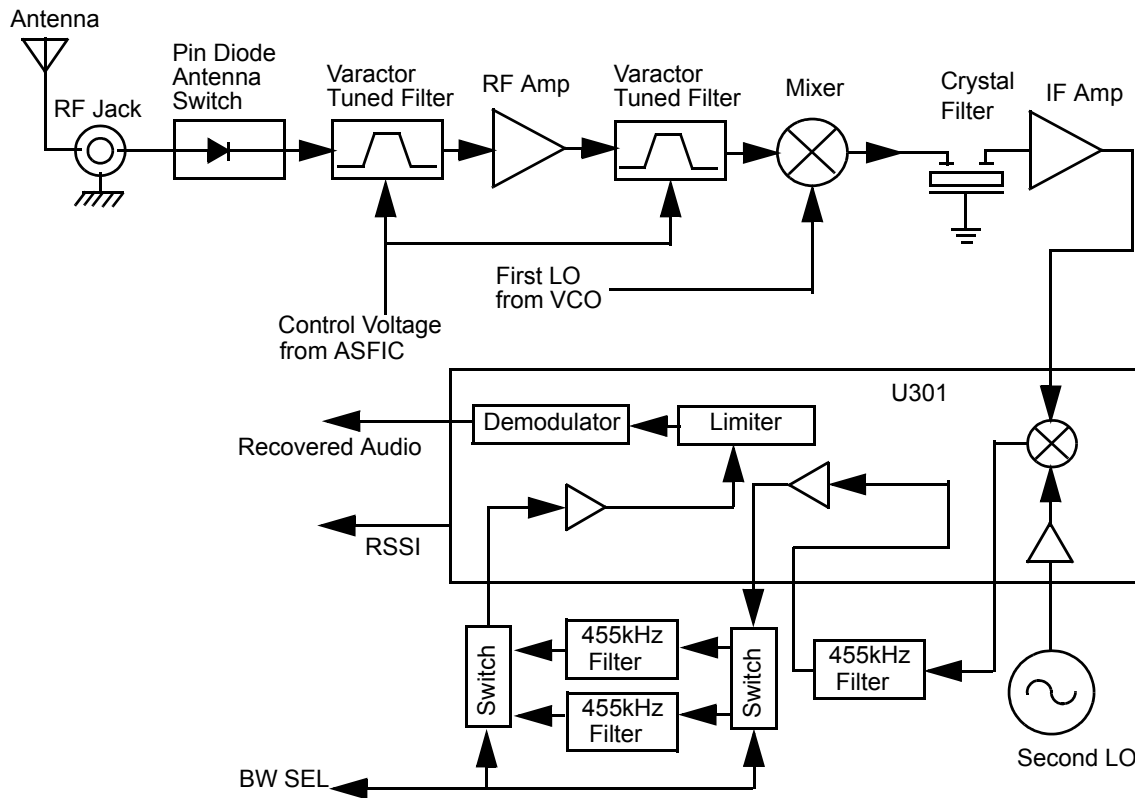 Antenna
RF Jack
Pin Diode
Antenna
Switch
Varactor
Tuned Filter
RF Amp
Varactor
Tuned Filter
Mixer
Crystal
Filter
IF Amp
First LO
from VCO
Control Voltage
from ASFIC
U301
Demodulator
Limiter
Recovered Audio
RSSI
Switch
455kHz
Filter
455kHz
Filter
Switch
455kHz
Filter
Second LO
BW SEL